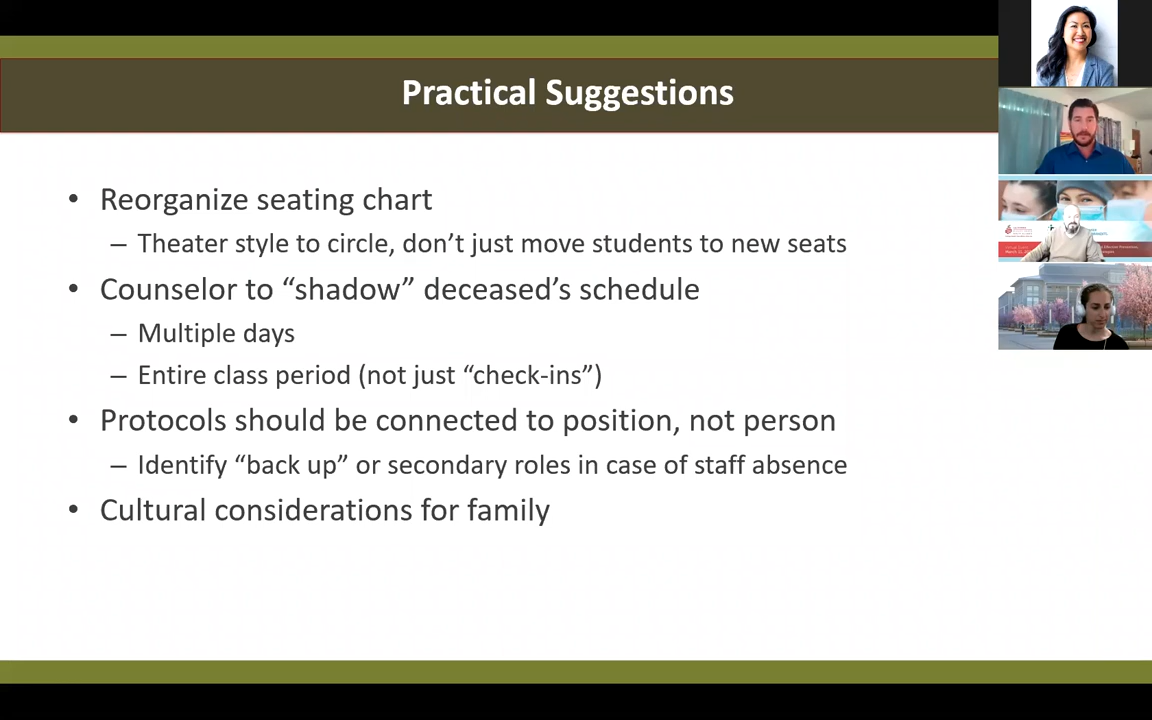 Practical Suggestions
• Reorganize seating chart
– Theater style to circle, don’t just move students to new seats
• Counselor to “shadow” deceased’s schedule
– Multiple days
– Entire class period (not just “check-ins”)
• Protocols should be connected to position, not person
– Identify “back up” or secondary roles in case of staff absence
• Cultural considerations for family